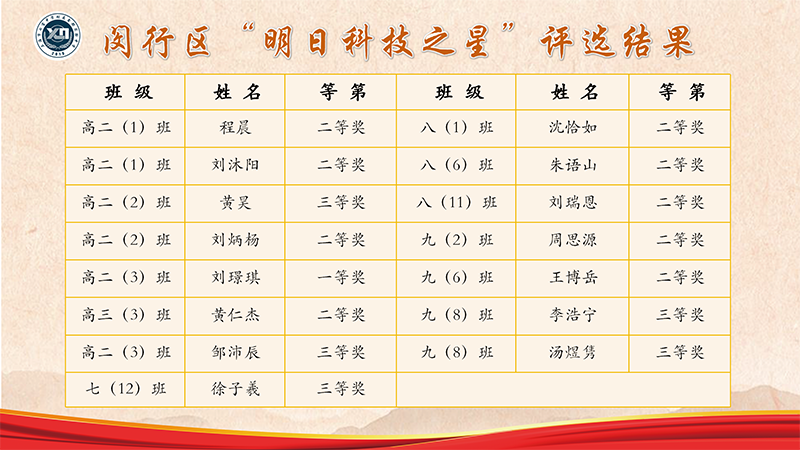 闵行区“明日科技之星”评选结果
班 级 姓 名 等 第 班 级 姓 名 等 第
高二（1）班 程晨 二等奖 八（1）班 沈恰如 二等奖
高二（1）班 刘沐阳 二等奖 八（6）班 朱语山 二等奖
高二（2）班 黄昊 三等奖 八（11）班 刘瑞恩 二等奖
高二（2）班 刘炳杨 二等奖 九（2）班 周思源 二等奖
高二（3）班 刘璟琪 一等奖 九（6）班 王博岳 二等奖
高三（3）班 黄仁杰 二等奖 九（8）班 李浩宁 三等奖
高二（3）班 邹沛辰 三等奖 九（8）班 汤煜隽 三等奖
七（12）班 徐子羲 三等奖